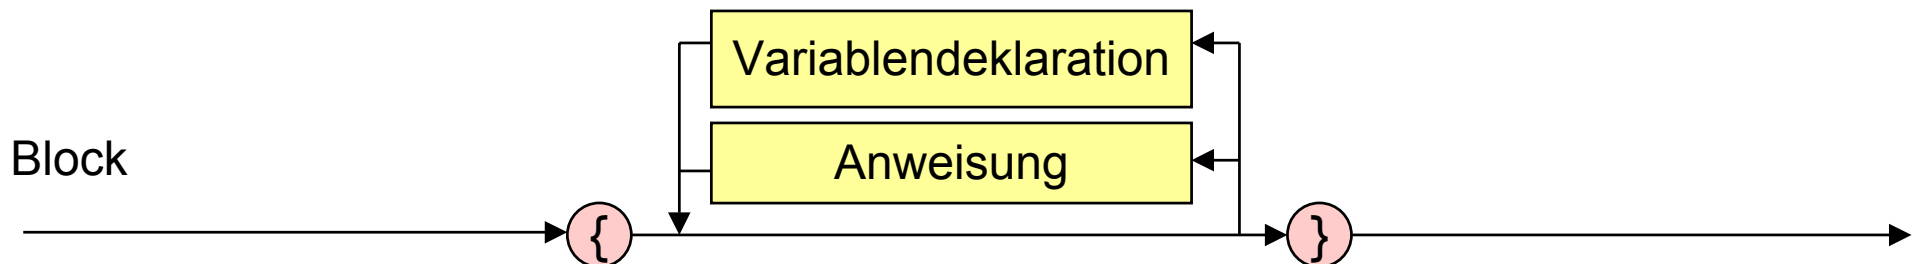 Variablendeklaration
Anweisung
Block
{ }